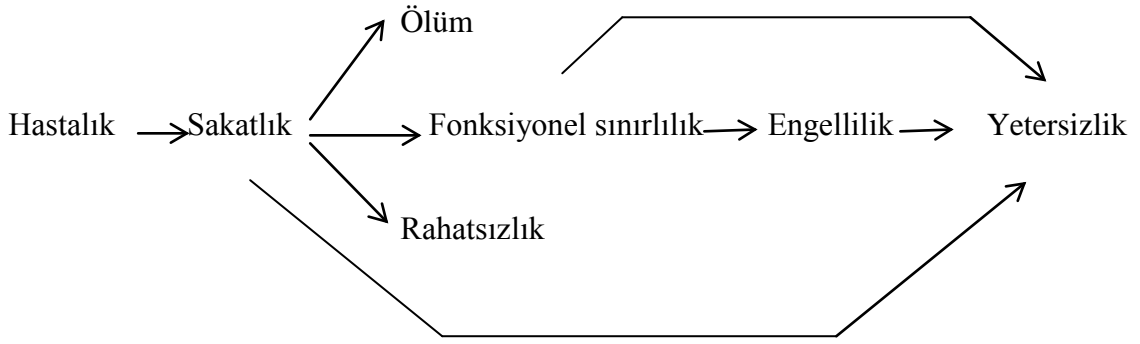 Ölüm
Hastalık Sakatlık Fonksiyonel sınırlılık Engellilik Yetersizlik
Rahatsızlık